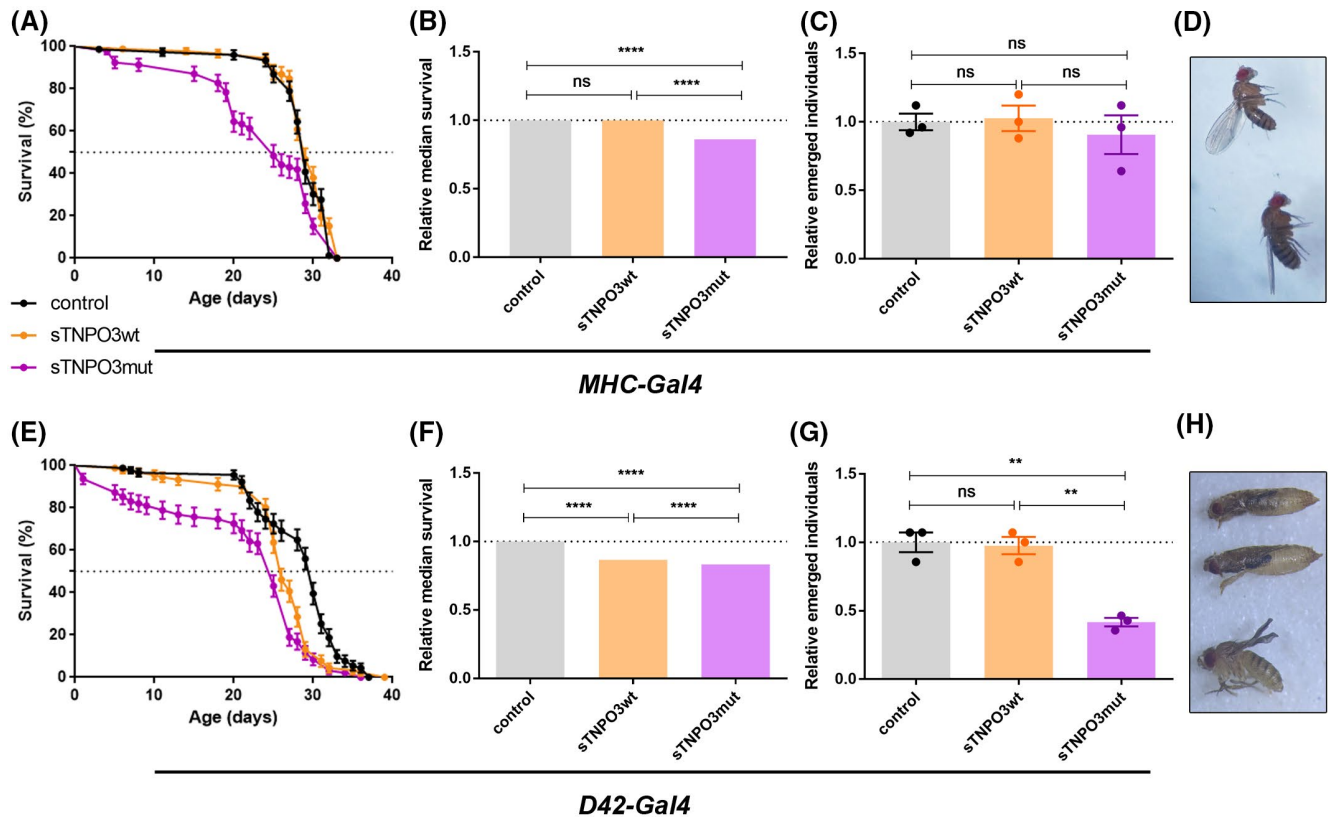 (A)
Survival (%)
100
80
60
40
20
0
0 10 20 30 40
Age (days)
control
sTNPO3wt
sTNPO3mut
(B)
Relative median survival
1.5
1.0
0.5
0.0
****
ns
****
control
sTNPO3wt
sTNPO3mut
(C)
Relative emerged individuals
1.5
1.0
0.5
0.0
ns
ns
ns
control
sTNPO3wt
sTNPO3mut
(D)
MHC-Gal4
(E)
Survival (%)
100
80
60
40
20
0
0 10 20 30 40
Age (days)
(F)
Relative median survival
1.5
1.0
0.5
0.0
****
****
****
control
sTNPO3wt
sTNPO3mut
(G)
Relative emerged individuals
1.5
1.0
0.5
0.0
**
ns
**
control
sTNPO3wt
sTNPO3mut
(H)
D42-Gal4